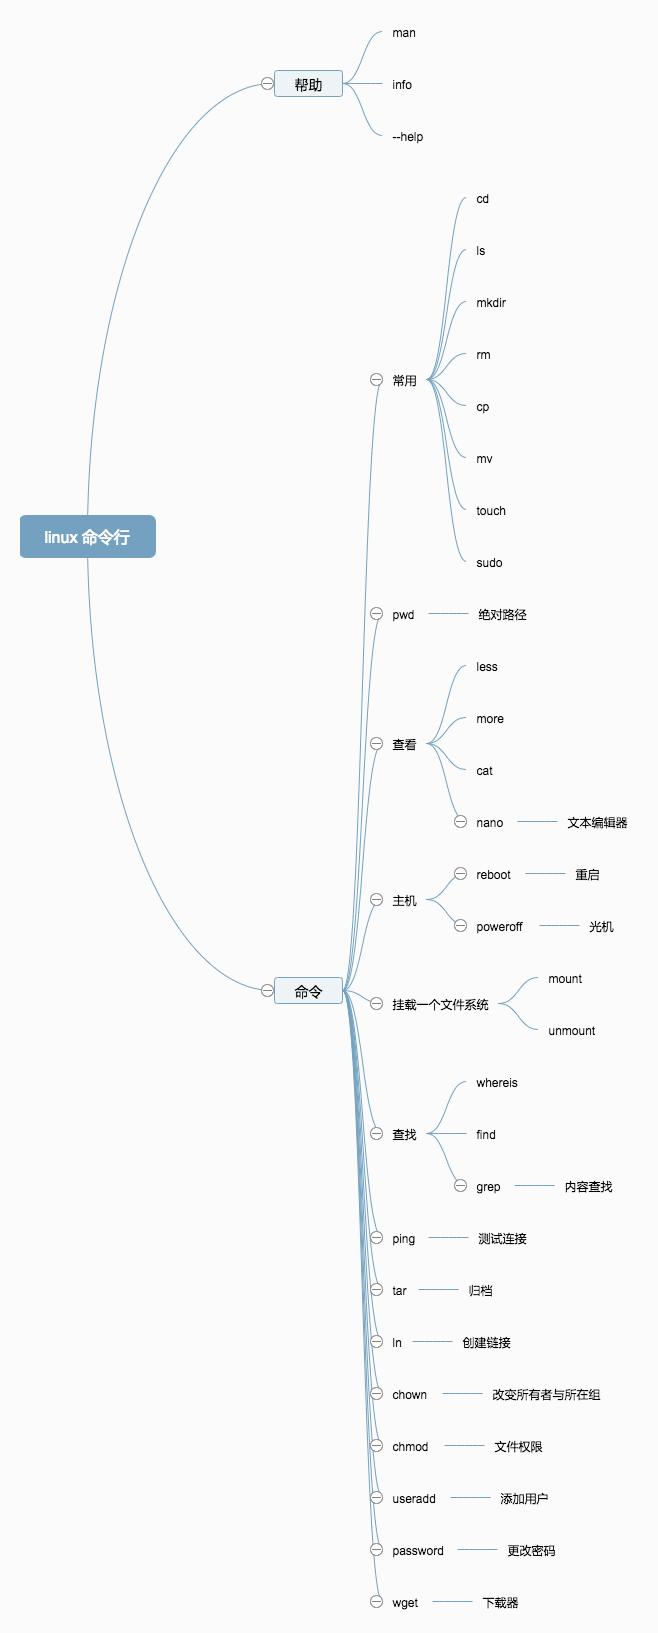 man
帮助
info
--help
cd
ls
mkdir
rm
常用
cp
mv
touch
linux 命令行
sudo
pwd
绝对路径
less
more
查看
cat
nano
文本编辑器
reboot
重启
主机
poweroff
光机
mount
命令
挂载一个文件系统
unmount
whereis
查找
find
grep
内容查找
ping
测试连接
tar
归档
ln
创建链接
chown
改变所有者与所在组
chmod
文件权限
useradd
添加用户
password
更改密码
wget
下载器